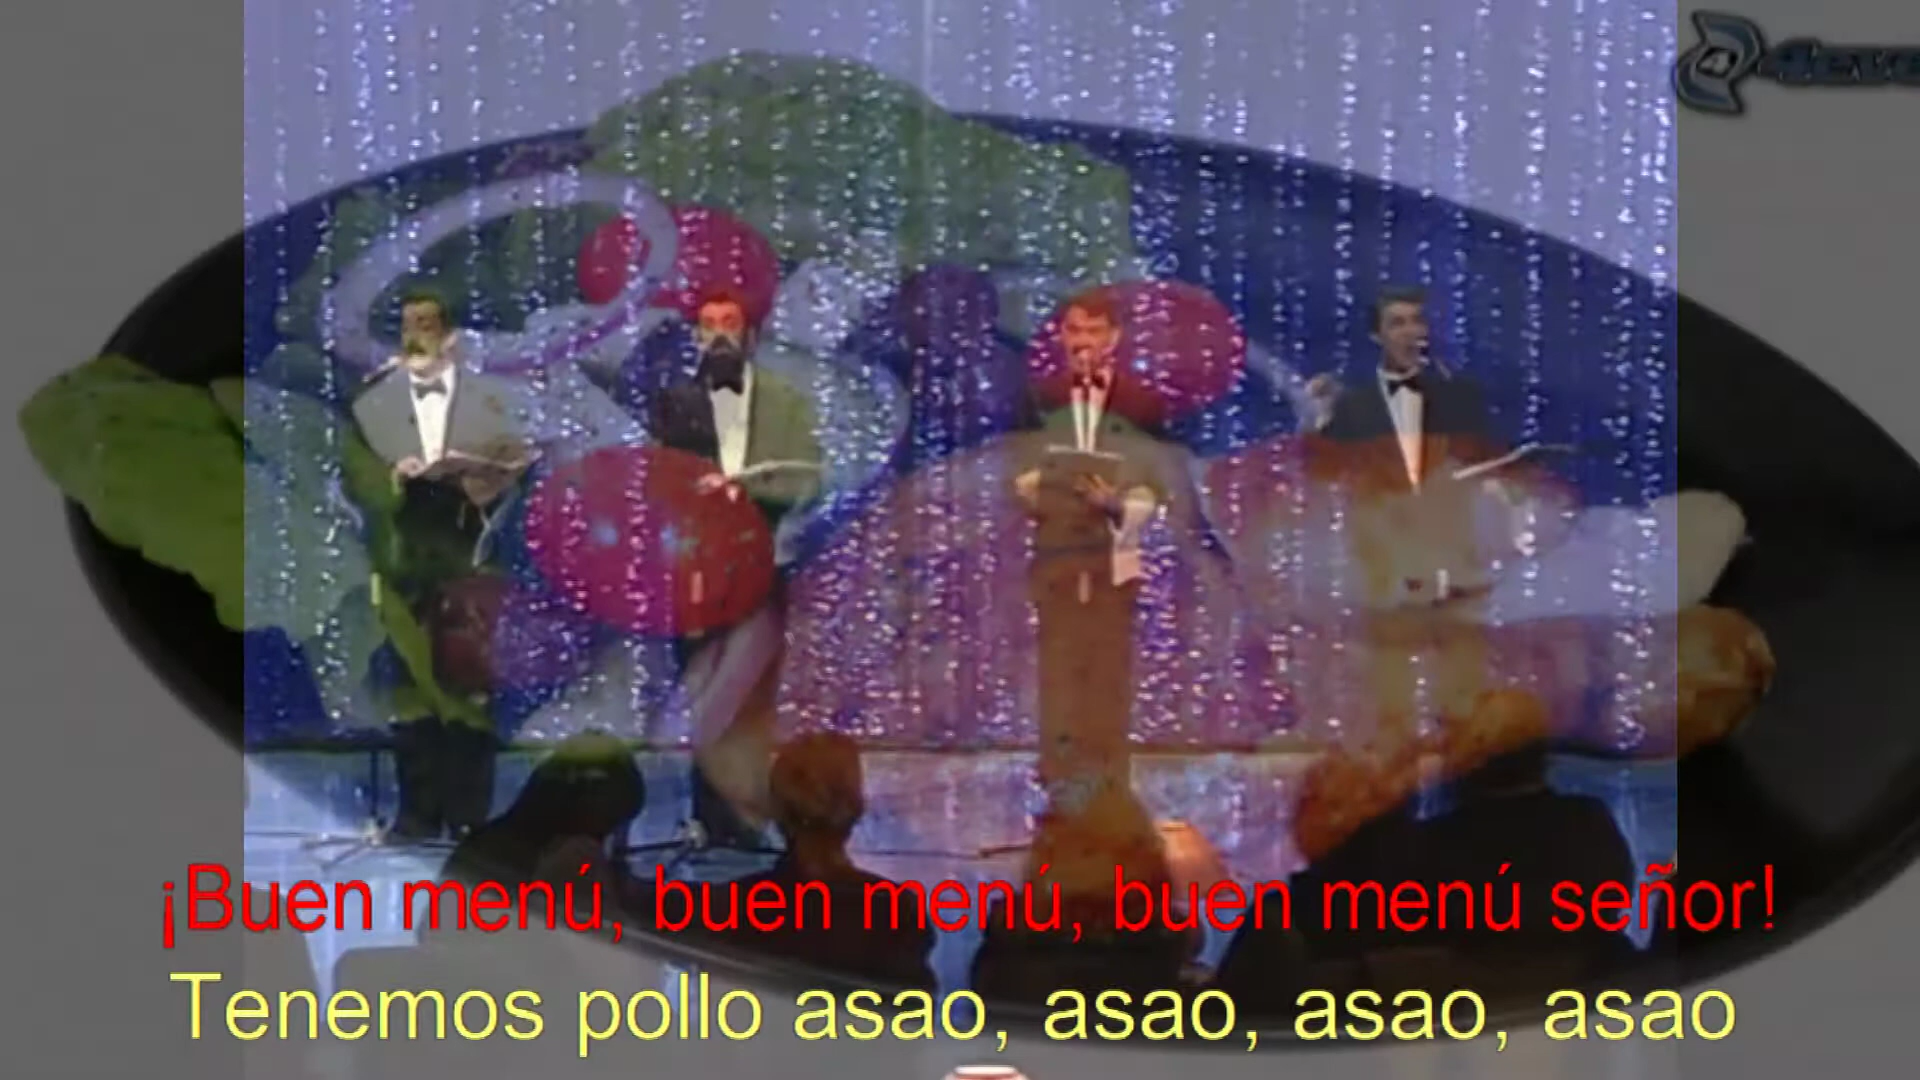 ¡Buen menú, buen menú, buen menú señor!
Tenemos pollo asao, asao, asao, asao